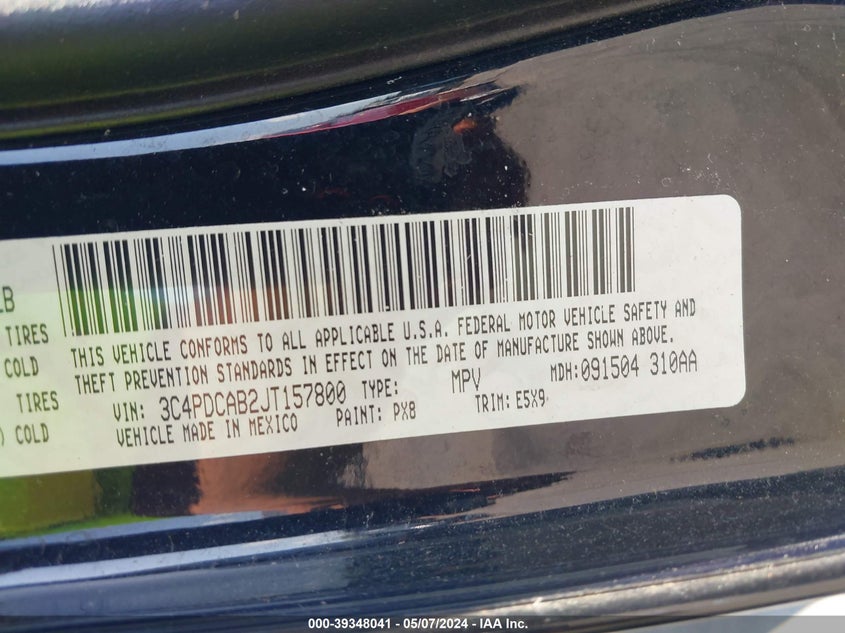 LB
TIRES
COLD
TIRES
) COLD
THIS VEHICLE CONFORMS TO ALL APPLICABLE U.S.A. FEDERAL MOTOR VEHICLE SAFETY AND
THEFT PREVENTION STANDARDS IN EFFECT ON THE DATE OF MANUFACTURE SHOWN ABOVE.
VIN: 3C4PDCAB2JT157800 TYPE: MPV MDH: 091504 310AA
VEHICLE MADE IN MEXICO PAINT: PX8 TRIM: E5X9
000-39348041 — 05/07/2024 — IAA Inc.